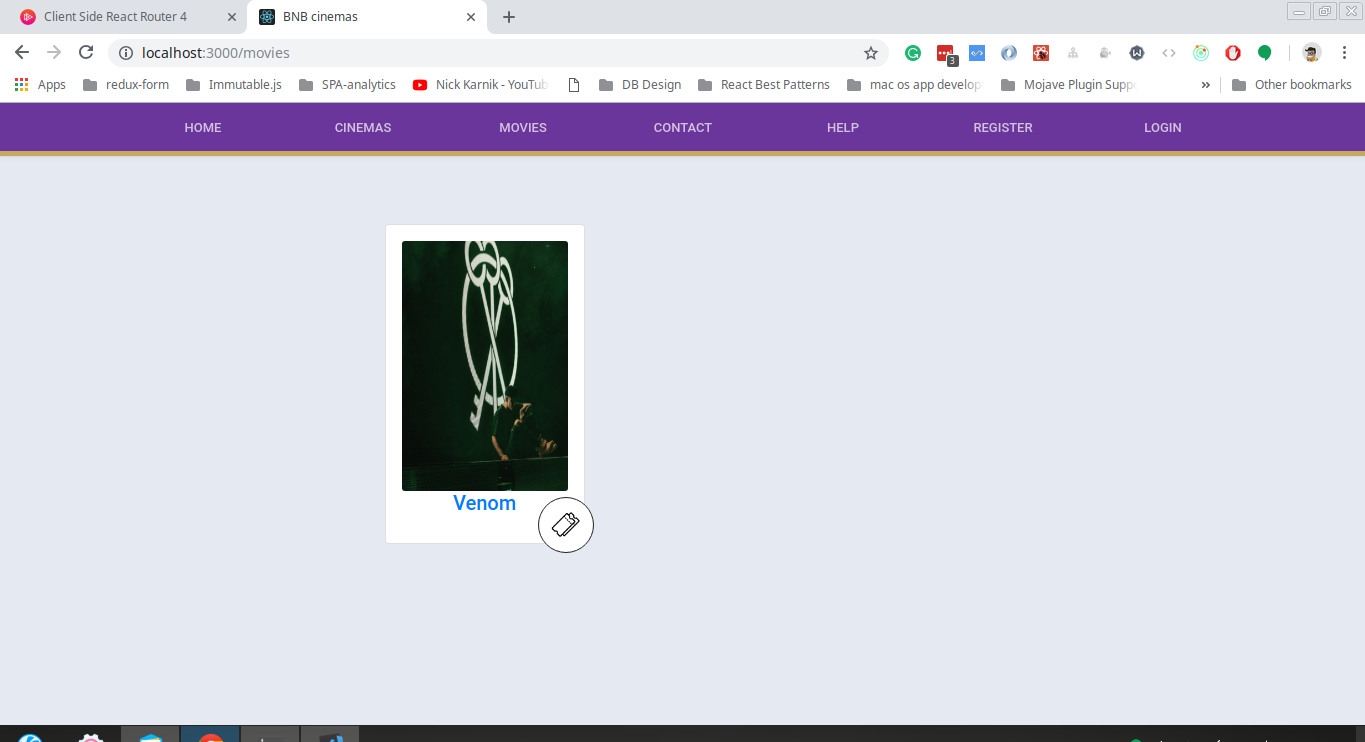 Client Side React Router 4
BNB cinemas
localhost:3000/movies
3
Apps
redux-form
Immutable.js
SPA-analytics
Nick Karnik - YouTub
DB Design
React Best Patterns
mac os app develop
Mojave Plugin Supp
»
Other bookmarks
HOME
CINEMAS
MOVIES
CONTACT
HELP
REGISTER
LOGIN
Venom